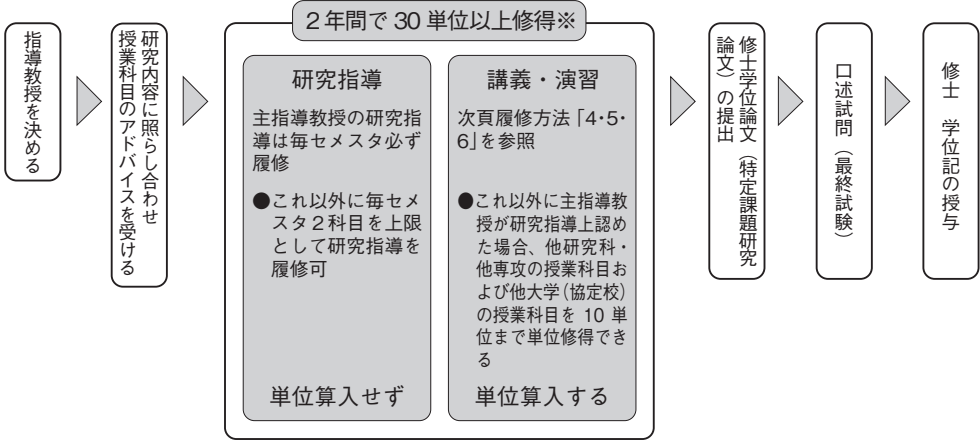 指導教授を決める
研究内容に照らし合わせ
授業科目のアドバイスを受ける
2年間で30単位以上修得※
研究指導
主指導教授の研究指
導は毎セメスタ必ず
履修
●これ以外に毎セメ
スタ2科目を上限
として研究指導を
履修可
単位算入せず
講義・演習
次頁履修方法「4・5・
6」を参照
●これ以外に主指導教
授が研究指導上認め
た場合、他研究科・
他専攻の授業科目お
よび他大学(協定校)
の授業科目を 10 単
位まで単位修得でき
る
単位算入する
修士学位論文(特定課題研究
論文)の提出
口述試問(最終試験)
修士 学位記の授与